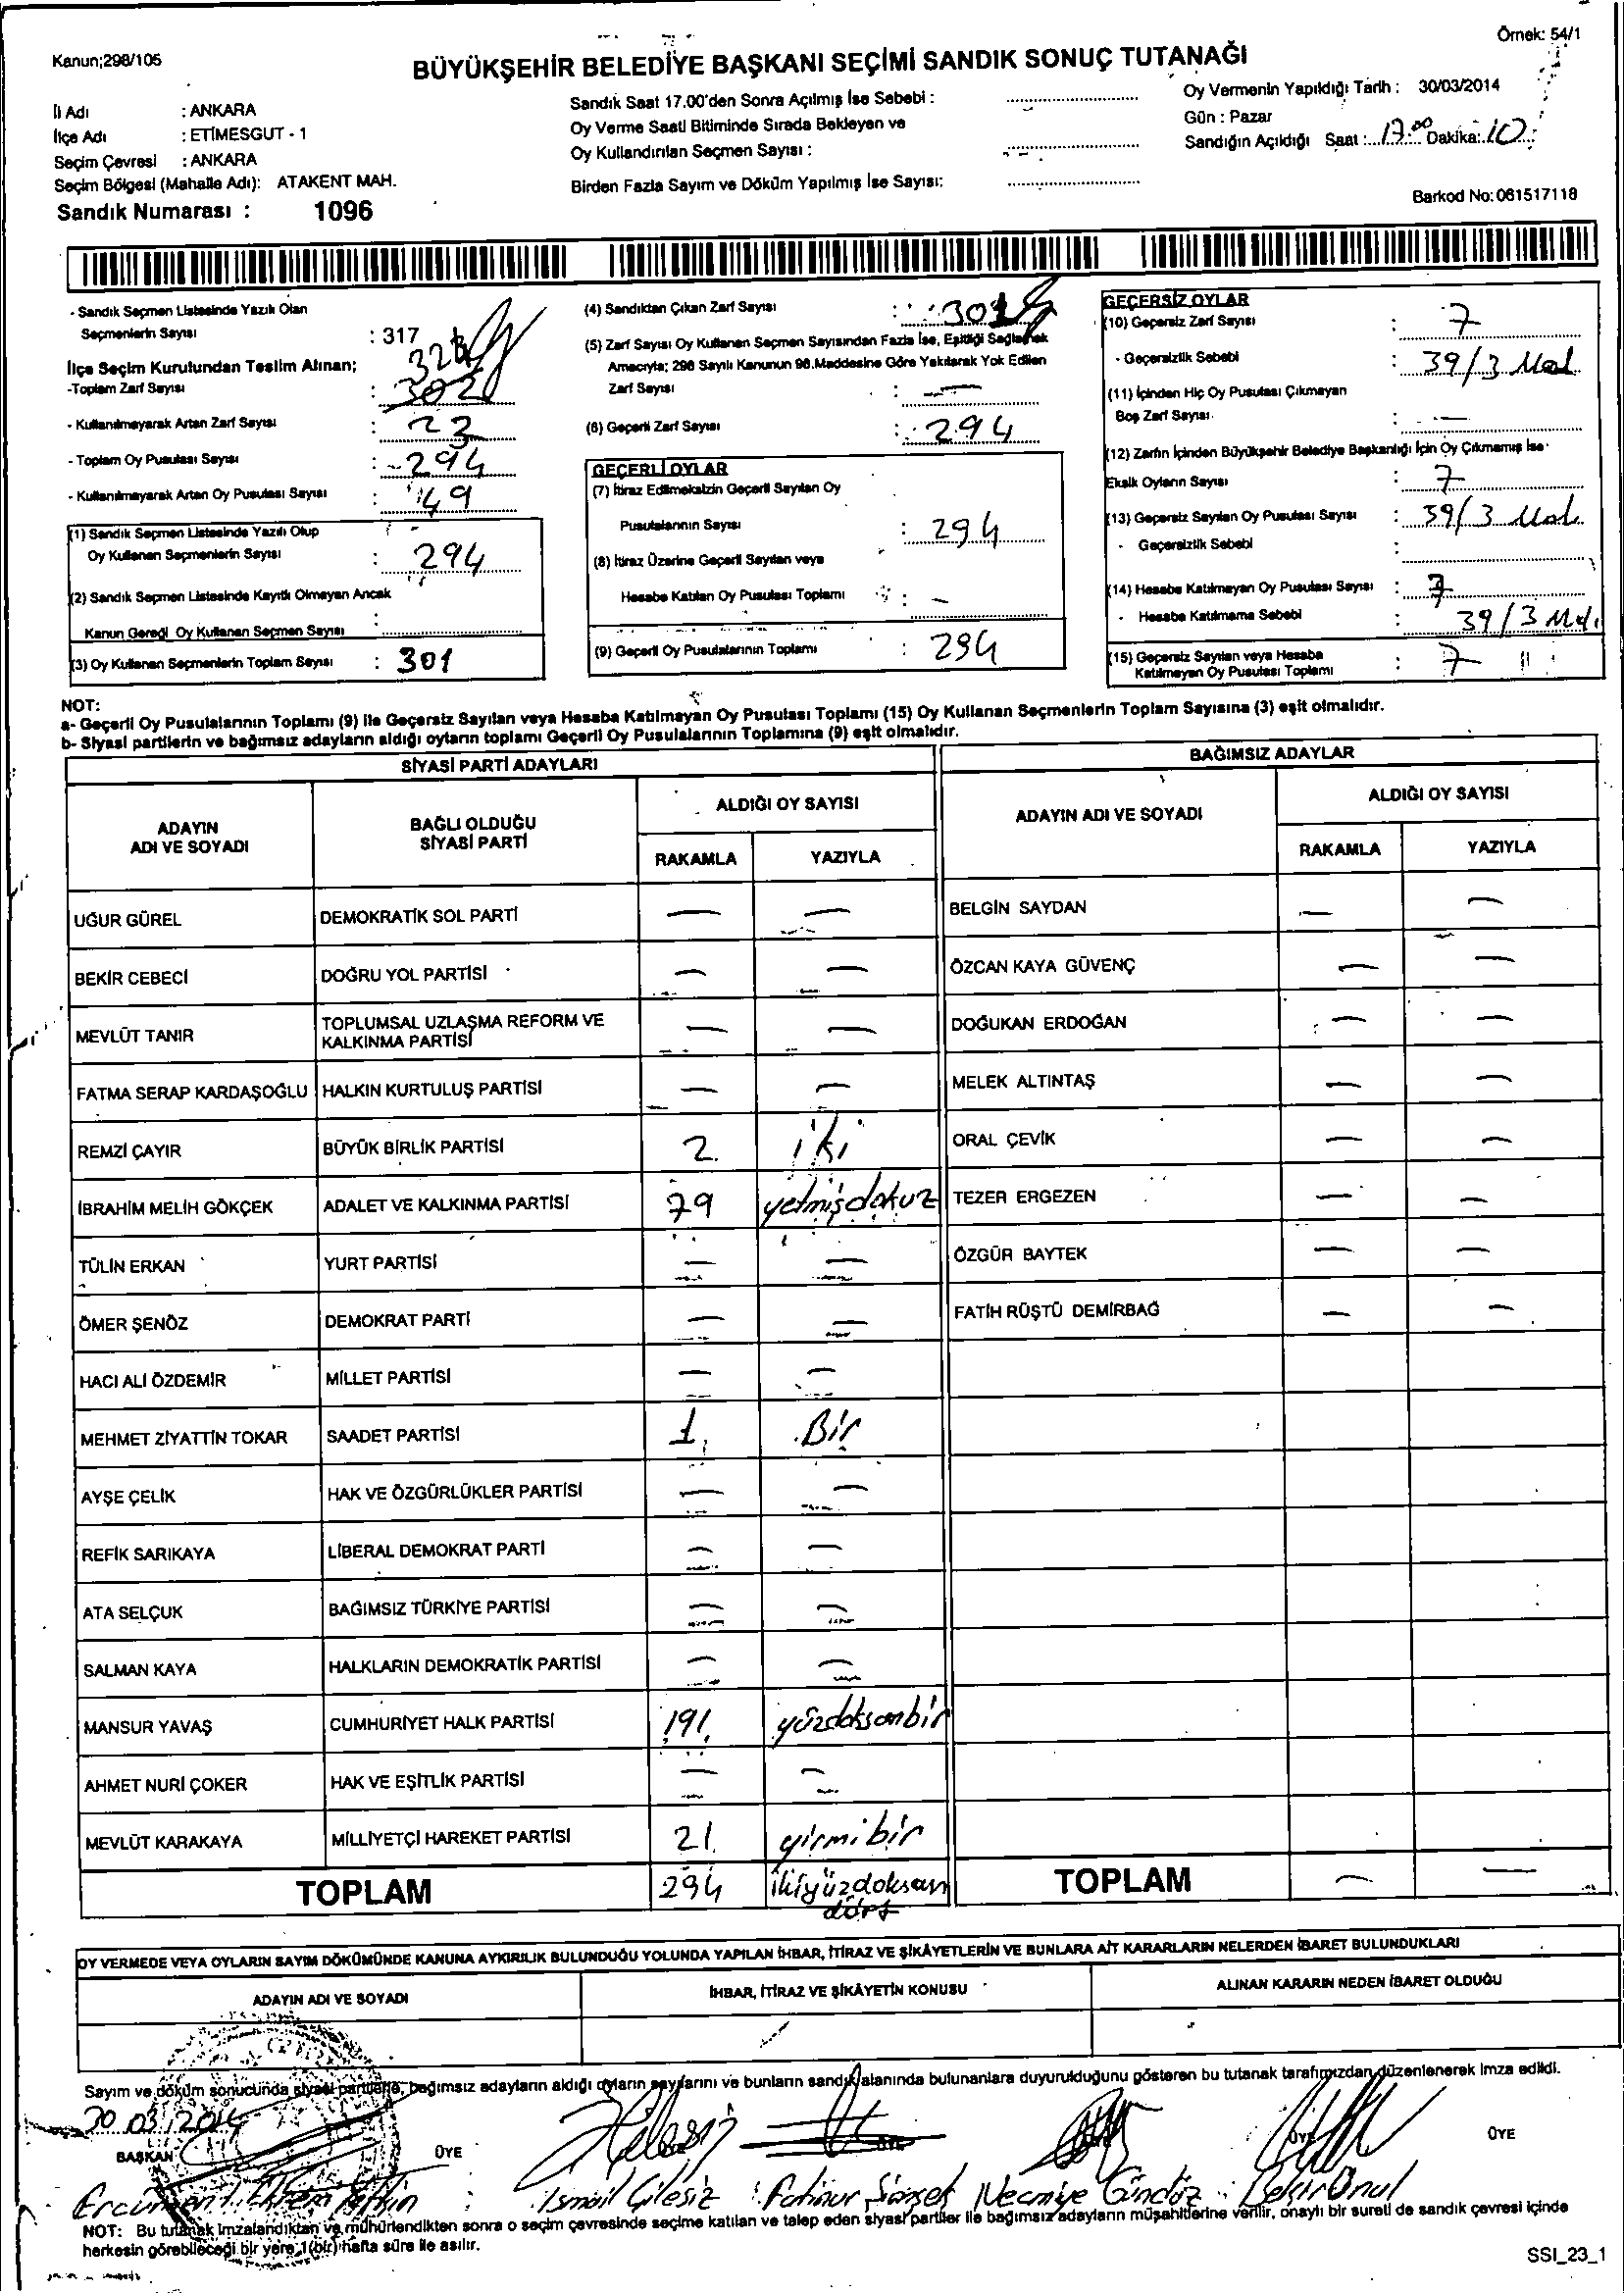 Örnek: 54/1
Kanun;298/105
BÜYÜKŞEHİR BELEDİYE BAŞKANI SEÇİMİ SANDIK SONUÇ TUTANAĞI
İl Adı : ANKARA
İlçe Adı : ETİMESGUT - 1
Seçim Çevresi : ANKARA
Seçim Bölgesi (Mahalle Adı): ATAKENT MAH.
Sandık Numarası : 1096
Sandık Saat 17.00'den Sonra Açılmış İse Sebebi :
Oy Verme Saati Bitiminde Sırada Bekleyen ve
Oy Kullandırılan Seçmen Sayısı :
Birden Fazla Sayım ve Döküm Yapılmış İse Sayısı:
Oy Vermenin Yapıldığı Tarih : 30/03/2014
Gün : Pazar
Sandığın Açıldığı Saat : 17:00 Dakika: 10
Barkod No: 061517118
- Sandık Seçmen Listesinde Yazılı Olan
Seçmenlerin Sayısı : 317
İlçe Seçim Kurulundan Teslim Alınan;
-Toplam Zarf Sayısı :
- Kullanılmayarak Artan Zarf Sayısı : 23
- Toplam Oy Pusulası Sayısı : 294
- Kullanılmayarak Artan Oy Pusulası Sayısı : 49
(1) Sandık Seçmen Listesinde Yazılı Olup
Oy Kullanan Seçmenlerin Sayısı : 294
(2) Sandık Seçmen Listesinde Kayıtlı Olmayan Ancak
Kanun Gereği Oy Kullanan Seçmen Sayısı :
(3) Oy Kullanan Seçmenlerin Toplam Sayısı : 301
(4) Sandıktan Çıkan Zarf Sayısı : 301
(5) Zarf Sayısı Oy Kullanan Seçmen Sayısından Fazla İse, Eşitliği Sağlamak
Amacıyla; 298 Sayılı Kanunun 98.Maddesine Göre Yakılarak Yok Edilen
Zarf Sayısı : —
(6) Geçerli Zarf Sayısı : 294
GEÇERLİ OYLAR
(7) İtiraz Edilmeksizin Geçerli Sayılan Oy
Pusulalarının Sayısı : 294
(8) İtiraz Üzerine Geçerli Sayılan veya
Hesaba Katılan Oy Pusulası Toplamı : —
(9) Geçerli Oy Pusulalarının Toplamı : 294
GEÇERSİZ OYLAR
(10) Geçersiz Zarf Sayısı : 7
- Geçersizlik Sebebi : 39/3 Mad.
(11) İçinden Hiç Oy Pusulası Çıkmayan
Boş Zarf Sayısı : —
(12) Zarfın İçinden Büyükşehir Belediye Başkanlığı İçin Oy Çıkmamış İse
Eksik Oyların Sayısı : 7
(13) Geçersiz Sayılan Oy Pusulası Sayısı : 39/3 Mad.
- Geçersizlik Sebebi :
(14) Hesaba Katılmayan Oy Pusulası Sayısı : 7
- Hesaba Katılmama Sebebi : 39/3 Md.
(15) Geçersiz Sayılan veya Hesaba
Katılmayan Oy Pusulası Toplamı : 7
NOT:
a- Geçerli Oy Pusulalarının Toplamı (9) ile Geçersiz Sayılan veya Hesaba Katılmayan Oy Pusulası Toplamı (15) Oy Kullanan Seçmenlerin Toplam Sayısına (3) eşit olmalıdır.
b- Siyasi partilerin ve bağımsız adayların aldığı oyların toplamı Geçerli Oy Pusulalarının Toplamına (9) eşit olmalıdır.
SİYASİ PARTİ ADAYLARI
BAĞIMSIZ ADAYLAR
ADAYIN ADI VE SOYADI
BAĞLI OLDUĞU SİYASİ PARTİ
ALDIĞI OY SAYISI
RAKAMLA YAZIYLA
ADAYIN ADI VE SOYADI
ALDIĞI OY SAYISI
RAKAMLA YAZIYLA
UĞUR GÜREL DEMOKRATİK SOL PARTİ — — BELGİN SAYDAN — —
BEKİR CEBECİ DOĞRU YOL PARTİSİ — — ÖZCAN KAYA GÜVENÇ — —
MEVLÜT TANIR TOPLUMSAL UZLAŞMA REFORM VE KALKINMA PARTİSİ — — DOĞUKAN ERDOĞAN — —
FATMA SERAP KARDAŞOĞLU HALKIN KURTULUŞ PARTİSİ — — MELEK ALTINTAŞ — —
REMZİ ÇAYIR BÜYÜK BİRLİK PARTİSİ 2 iki ORAL ÇEVİK — —
İBRAHİM MELİH GÖKÇEK ADALET VE KALKINMA PARTİSİ 79 yetmişdokuz TEZER ERGEZEN — —
TÜLİN ERKAN YURT PARTİSİ — — ÖZGÜR BAYTEK — —
ÖMER ŞENÖZ DEMOKRAT PARTİ — — FATİH RÜŞTÜ DEMİRBAĞ — —
HACI ALİ ÖZDEMİR MİLLET PARTİSİ — —
MEHMET ZİYATTİN TOKAR SAADET PARTİSİ 1 Bir
AYŞE ÇELİK HAK VE ÖZGÜRLÜKLER PARTİSİ — —
REFİK SARIKAYA LİBERAL DEMOKRAT PARTİ — —
ATA SELÇUK BAĞIMSIZ TÜRKİYE PARTİSİ — —
SALMAN KAYA HALKLARIN DEMOKRATİK PARTİSİ — —
MANSUR YAVAŞ CUMHURİYET HALK PARTİSİ 191 yüzdoksanbir
AHMET NURİ ÇOKER HAK VE EŞİTLİK PARTİSİ — —
MEVLÜT KARAKAYA MİLLİYETÇİ HAREKET PARTİSİ 21 yirmibir
TOPLAM 294 ikiyüzdoksan dört TOPLAM — —
OY VERMEDE VEYA OYLARIN SAYIM DÖKÜMÜNDE KANUNA AYKIRILIK BULUNDUĞU YOLUNDA YAPILAN İHBAR, İTİRAZ VE ŞİKÂYETLERİN VE BUNLARA AİT KARARLARIN NELERDEN İBARET BULUNDUKLARI
ADAYIN ADI VE SOYADI İHBAR, İTİRAZ VE ŞİKÂYETİN KONUSU ALINAN KARARIN NEDEN İBARET OLDUĞU
Sayım ve döküm sonucunda siyasi partilerle, bağımsız adayların aldığı oyların sayılarını ve bunların sandık alanında bulunanlara duyurulduğunu gösteren bu tutanak tarafımızdan düzenlenerek imza edildi.
30.03.2014
BAŞKAN ÜYE ÜYE ÜYE
İsmail Çilesiz Fatinur Şimşek Necmiye Gündöz Bekir Ünal
NOT: Bu tutanak imzalandıktan ve mühürlendikten sonra o seçim çevresinde seçime katılan ve talep eden siyasi partiler ile bağımsız adayların müşahitlerine verilir, onaylı bir sureti de sandık çevresi içinde
herkesin görebileceği bir yere 1(bir) hafta süre ile asılır.
SSI_23_1